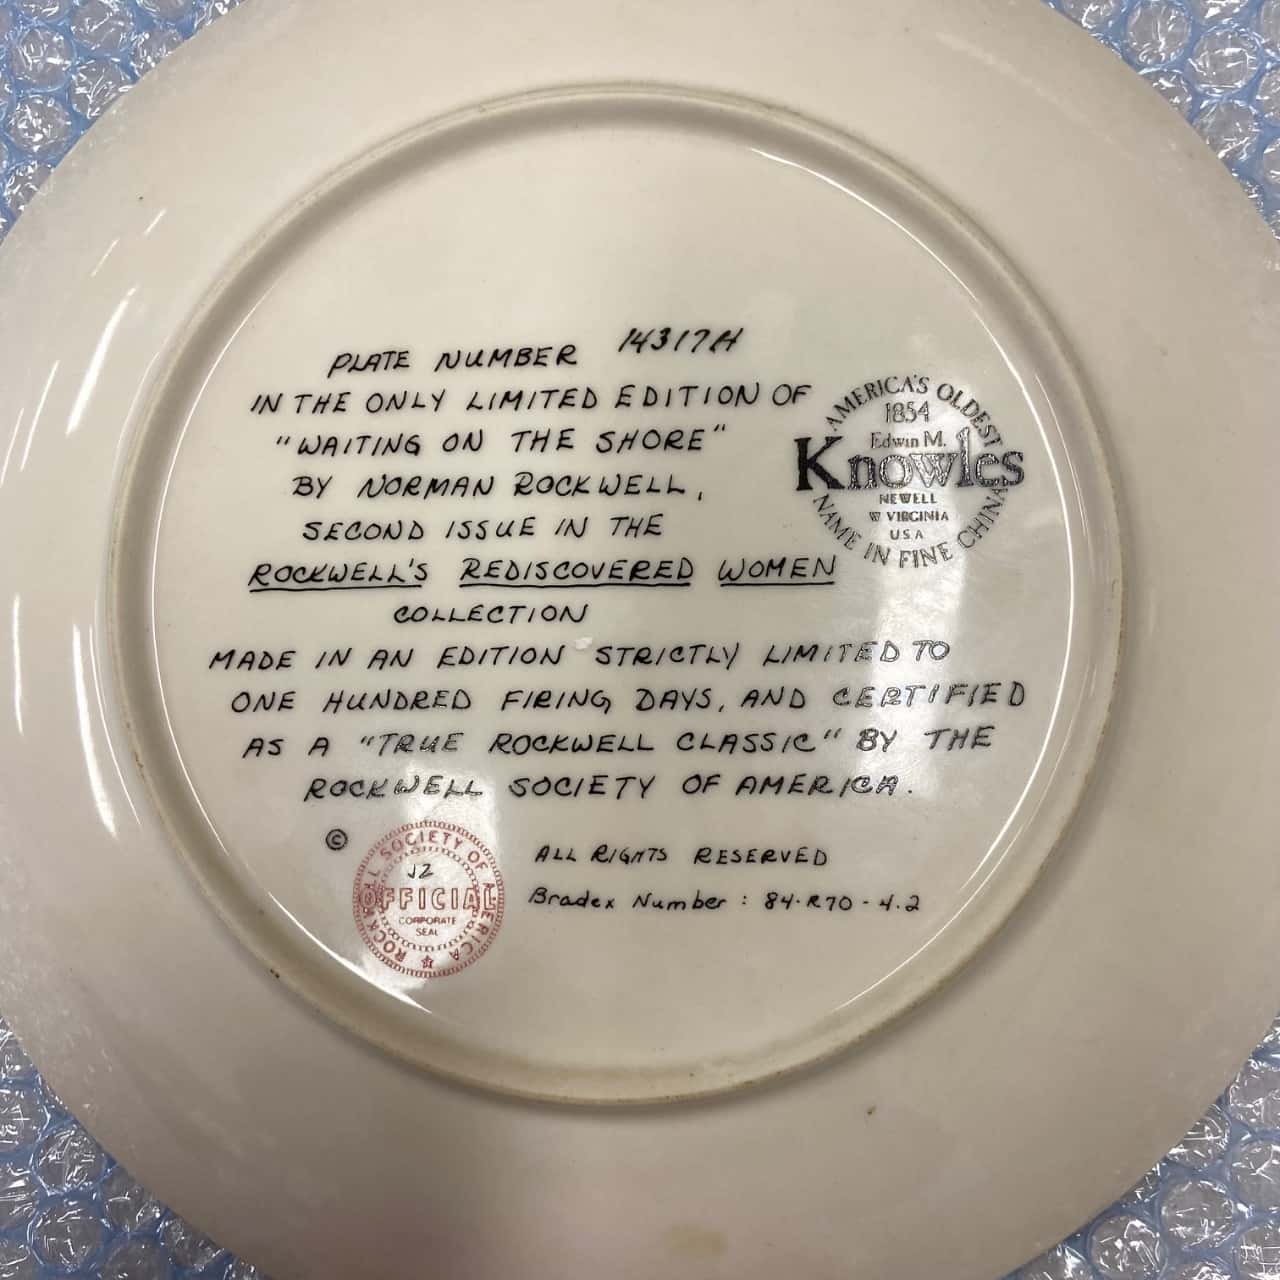 PLATE NUMBER 14317A
IN THE ONLY LIMITED EDITION OF
"WAITING ON THE SHORE"
BY NORMAN ROCKWELL,
SECOND ISSUE IN THE
ROCKWELL'S REDISCOVERED WOMEN
COLLECTION
MADE IN AN EDITION STRICTLY LIMITED TO
ONE HUNDRED FIRING DAYS, AND CERTIFIED
AS A "TRUE ROCKWELL CLASSIC" BY THE
ROCKWELL SOCIETY OF AMERICA.
AMERICA'S OLDEST
1854
Edwin M.
Knowles
NEWELL
W VIRGINIA
USA
NAME IN FINE CHINA
©
ROCKWELL SOCIETY OF AMERICA
JZ
OFFICIAL
CORPORATE
SEAL
ALL RIGHTS RESERVED
Bradex Number: 84-R70-4.2